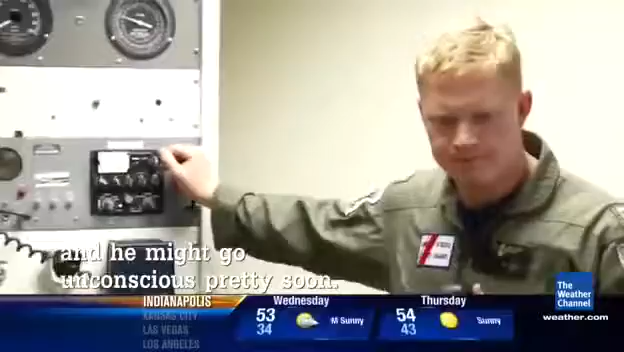 and he might go
unconscious pretty soon.
INDIANAPOLIS
KANSAS CITY
LAS VEGAS
LOS ANGELES
Wednesday
53
34
M Sunny
Thursday
54
43
Sunny
The
Weather
Channel
weather.com